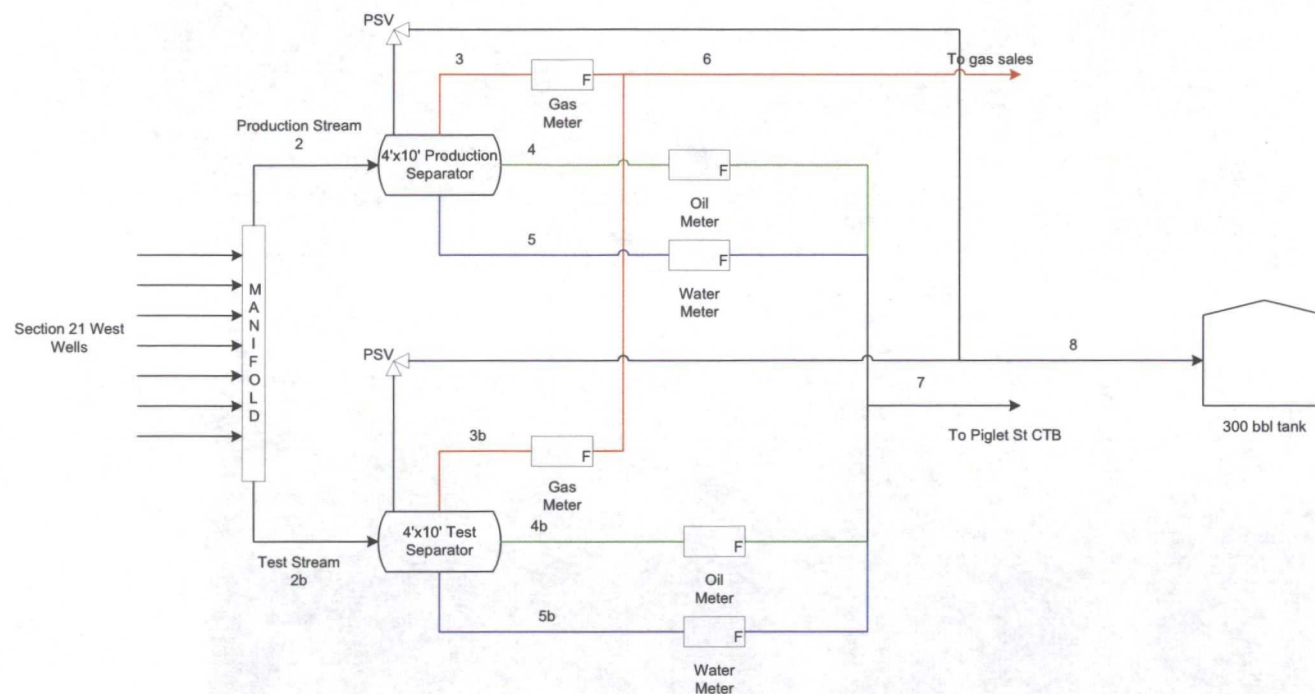 PSV
3
F
Gas
Meter
6
To gas sales
Production Stream
2
4'x10' Production
Separator
4
F
Oil
Meter
5
F
Water
Meter
Section 21 West
Wells
M
A
N
I
F
O
L
D
PSV
8
300 bbl tank
7
To Piglet St CTB
3b
F
Gas
Meter
Test Stream
2b
4'x10' Test
Separator
4b
F
Oil
Meter
5b
F
Water
Meter